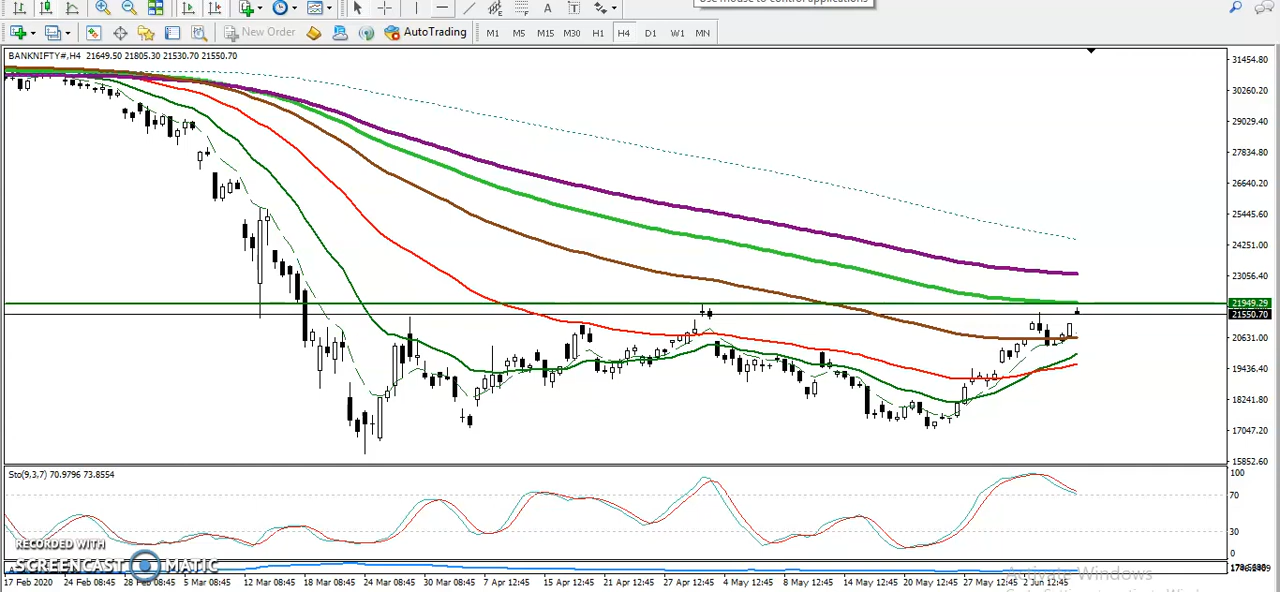 Use mouse to control applications
New Order
AutoTrading
M1 M5 M15 M30 H1 H4 D1 W1 MN
BANKNIFTY#,H4 21649.50 21805.30 21530.70 21550.70
31454.80
30260.20
29029.40
27834.80
26640.20
25445.60
24251.00
23056.40
21949.29
21550.70
20631.00
19436.40
18241.80
17047.20
15852.60
Sto(9,3,7) 70.9796 73.8554
100
70
30
0
RECORDED WITH
SCREENCAST MATIC
17 Feb 2020 24 Feb 08:45 08:45 5 Mar 08:45 12 Mar 08:45 18 Mar 08:45 24 Mar 08:45 30 Mar 08:45 7 Apr 12:45 15 Apr 12:45 21 Apr 12:45 27 Apr 12:45 4 May 12:45 8 May 12:45 14 May 12:45 20 May 12:45 27 May 12:45 2 Jun 12:45
Activate Windows